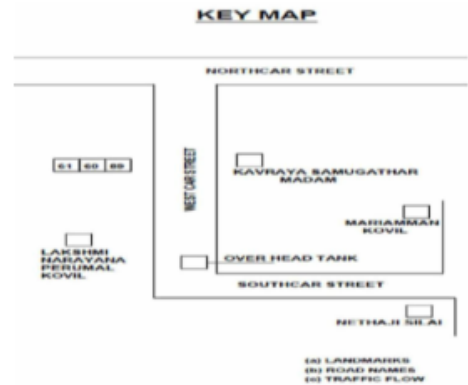 KEY MAP
NORTHCAR STREET
WEST CAR STREET
61 60 89
KAVRAYA SAMUGATHAR
MADAM
MARIAMMAN
KOVIL
LAKSHMI
NARAYANA
PERUMAL
KOVIL
OVER HEAD TANK
SOUTHCAR STREET
NETHAJI SILAI
(a) LANDMARKS
(b) ROAD NAMES
(c) TRAFFIC FLOW